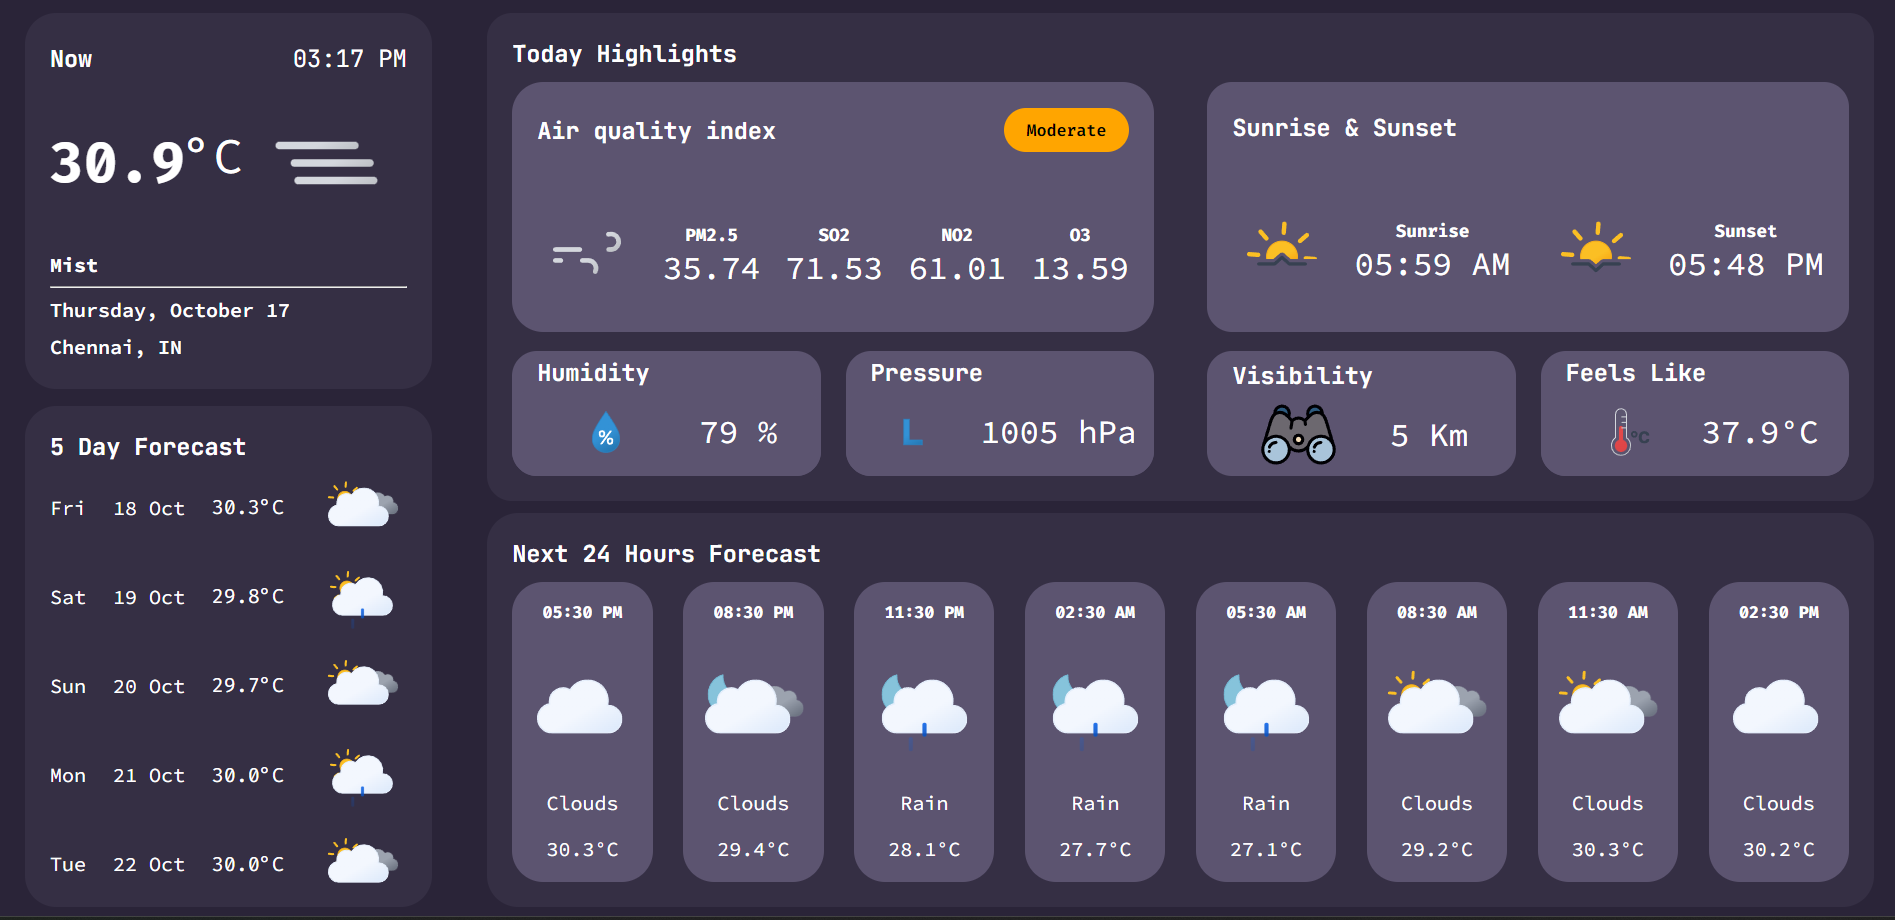 Now 03:17 PM
30.9°C
Mist
Thursday, October 17
Chennai, IN
5 Day Forecast
Fri 18 Oct 30.3°C
Sat 19 Oct 29.8°C
Sun 20 Oct 29.7°C
Mon 21 Oct 30.0°C
Tue 22 Oct 30.0°C
Today Highlights
Air quality index Moderate
PM2.5 SO2 NO2 O3
35.74 71.53 61.01 13.59
Sunrise & Sunset
Sunrise Sunset
05:59 AM 05:48 PM
Humidity
% 79 %
Pressure
L 1005 hPa
Visibility
5 Km
Feels Like
°C 37.9°C
Next 24 Hours Forecast
05:30 PM 08:30 PM 11:30 PM 02:30 AM 05:30 AM 08:30 AM 11:30 AM 02:30 PM
Clouds Clouds Rain Rain Rain Clouds Clouds Clouds
30.3°C 29.4°C 28.1°C 27.7°C 27.1°C 29.2°C 30.3°C 30.2°C